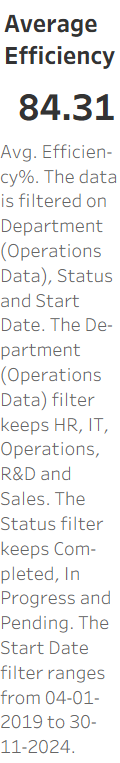 Average
Efficiency
84.31
Avg. Efficien-
cy%. The data
is filtered on
Department
(Operations
Data), Status
and Start
Date. The De-
partment
(Operations
Data) filter
keeps HR, IT,
Operations,
R&D and
Sales. The
Status filter
keeps Com-
pleted, In
Progress and
Pending. The
Start Date
filter ranges
from 04-01-
2019 to 30-
11-2024.